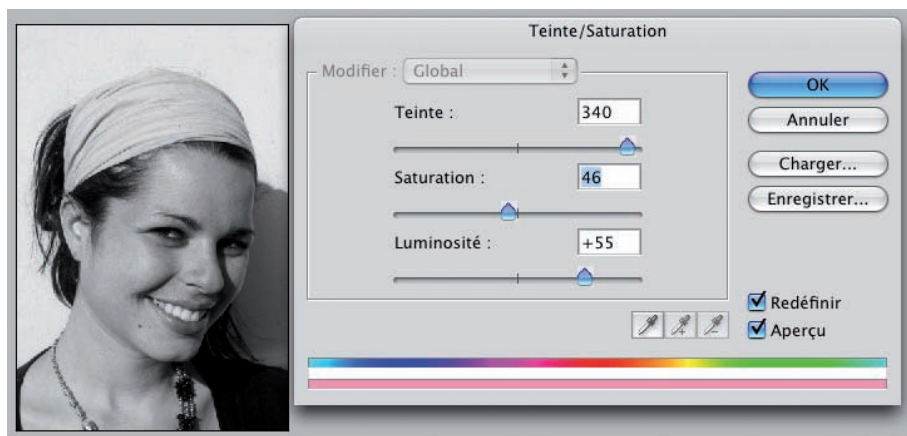 Teinte/Saturation
Modifier : Global
OK
Teinte : 340
Annuler
Charger...
Saturation : 46
Enregistrer...
Luminosité : +55
Redéfinir
Aperçu